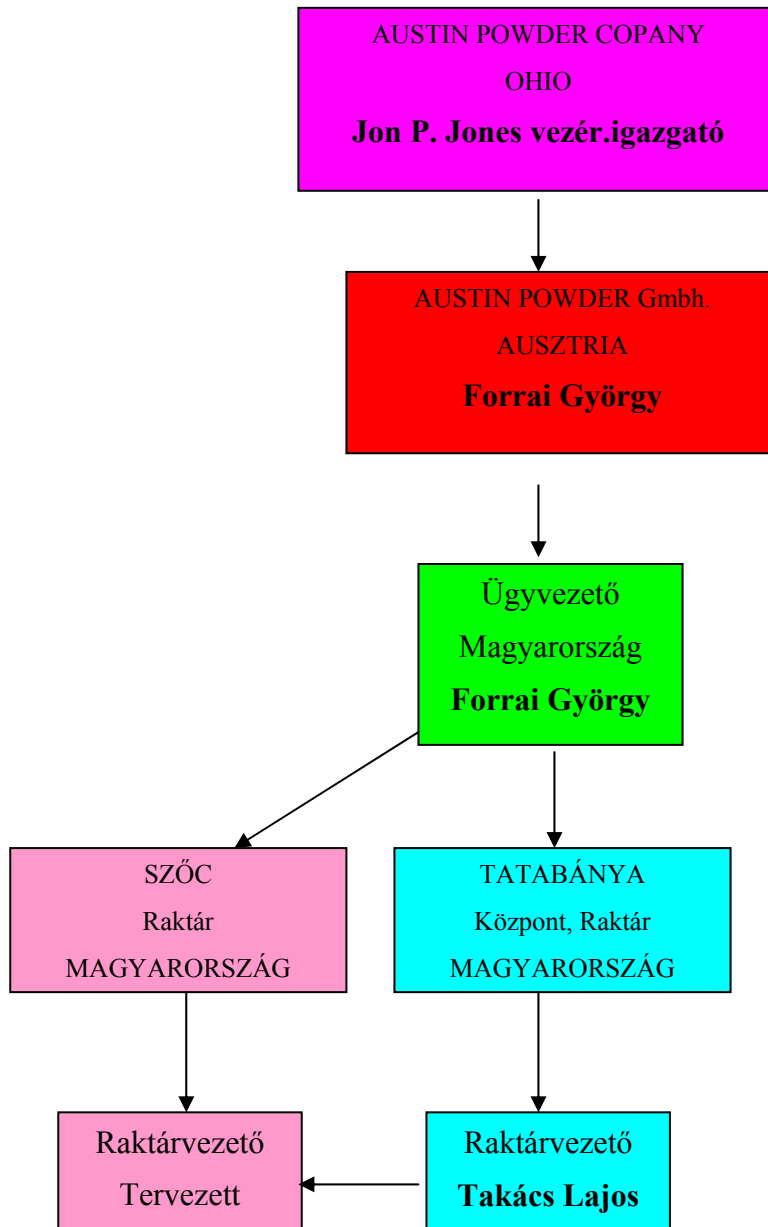 AUSTIN POWDER COPANY
OHIO
Jon P. Jones vezér.igazgató
AUSTIN POWDER Gmbh.
AUSZTRIA
Forrai György
Ügyvezető
Magyarország
Forrai György
SZŐC
Raktár
MAGYARORSZÁG
TATABÁNYA
Központ, Raktár
MAGYARORSZÁG
Raktárvezető
Tervezett
Raktárvezető
Takács Lajos